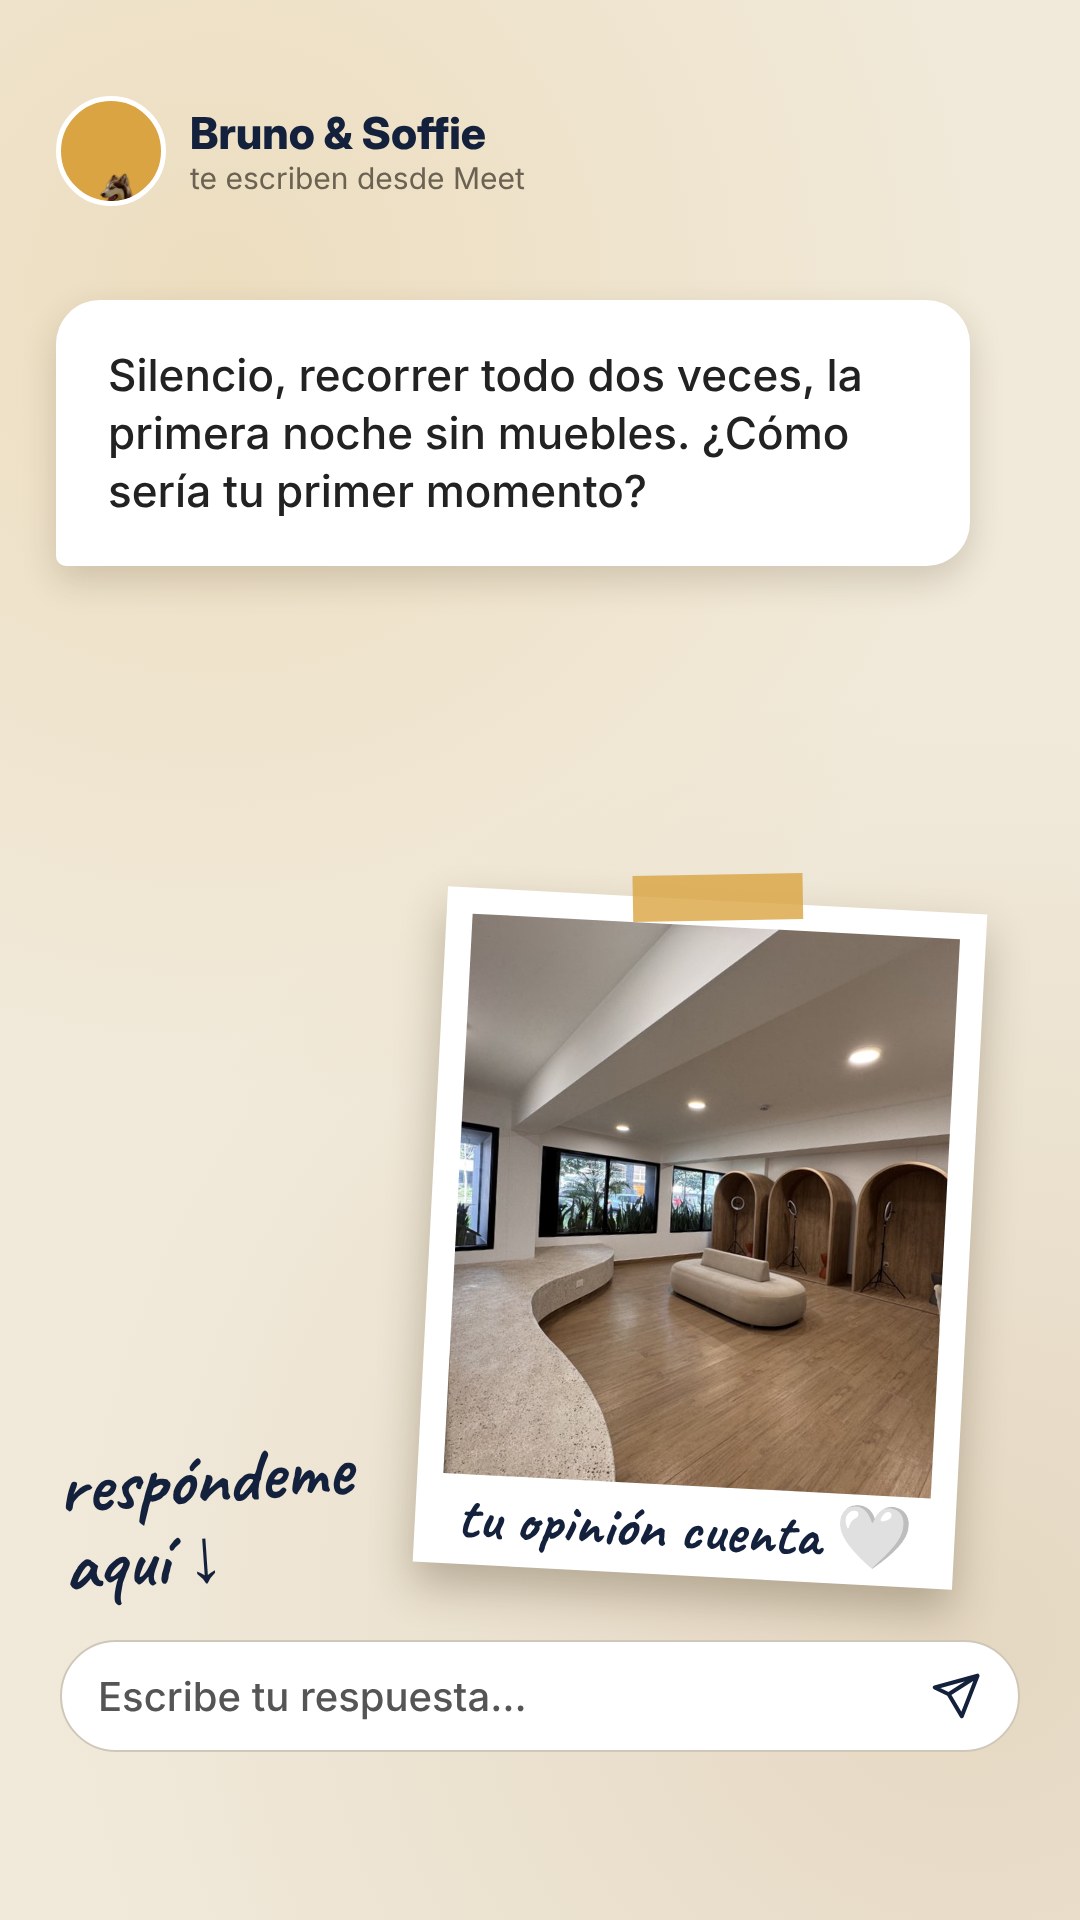 Bruno & Soffie
te escriben desde Meet
Silencio, recorrer todo dos veces, la
primera noche sin muebles. ¿Cómo
sería tu primer momento?
tu opinión cuenta 🤍
respóndeme
aquí ↓
Escribe tu respuesta...